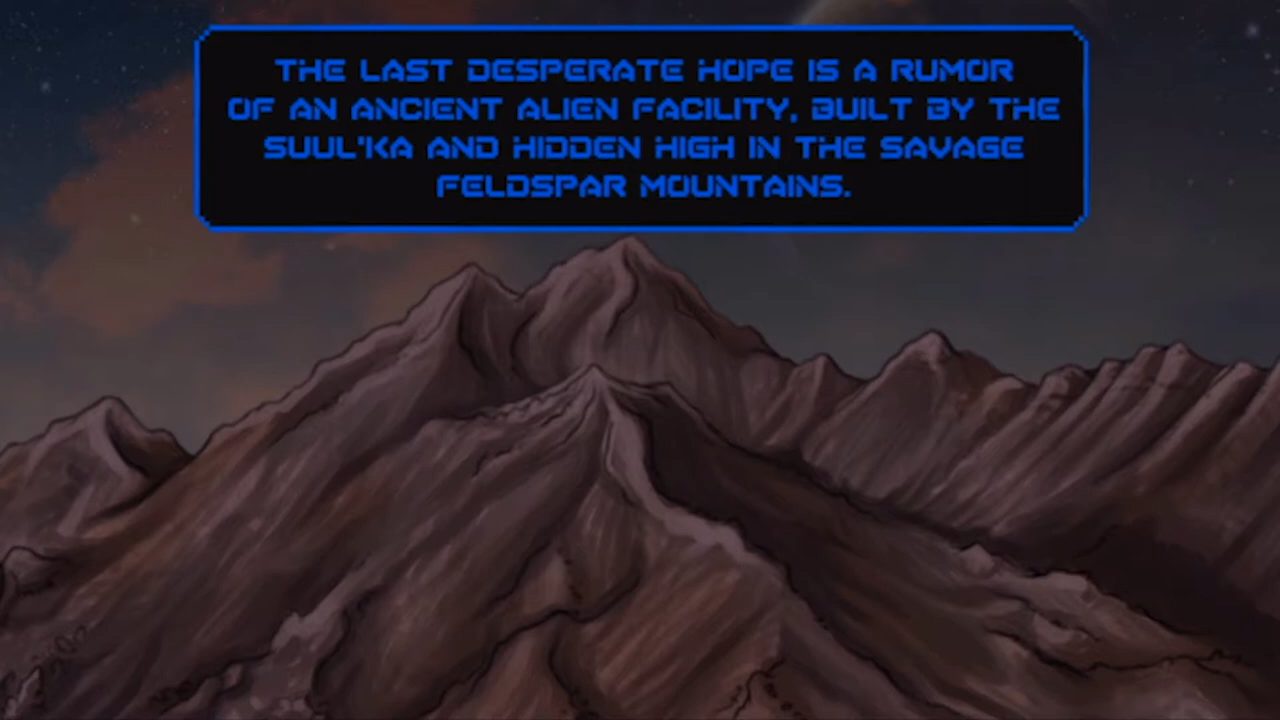 THE LAST DESPERATE HOPE IS A RUMOR
OF AN ANCIENT ALIEN FACILITY, BUILT BY THE
SUUL'KA AND HIDDEN HIGH IN THE SAVAGE
FELDSPAR MOUNTAINS.